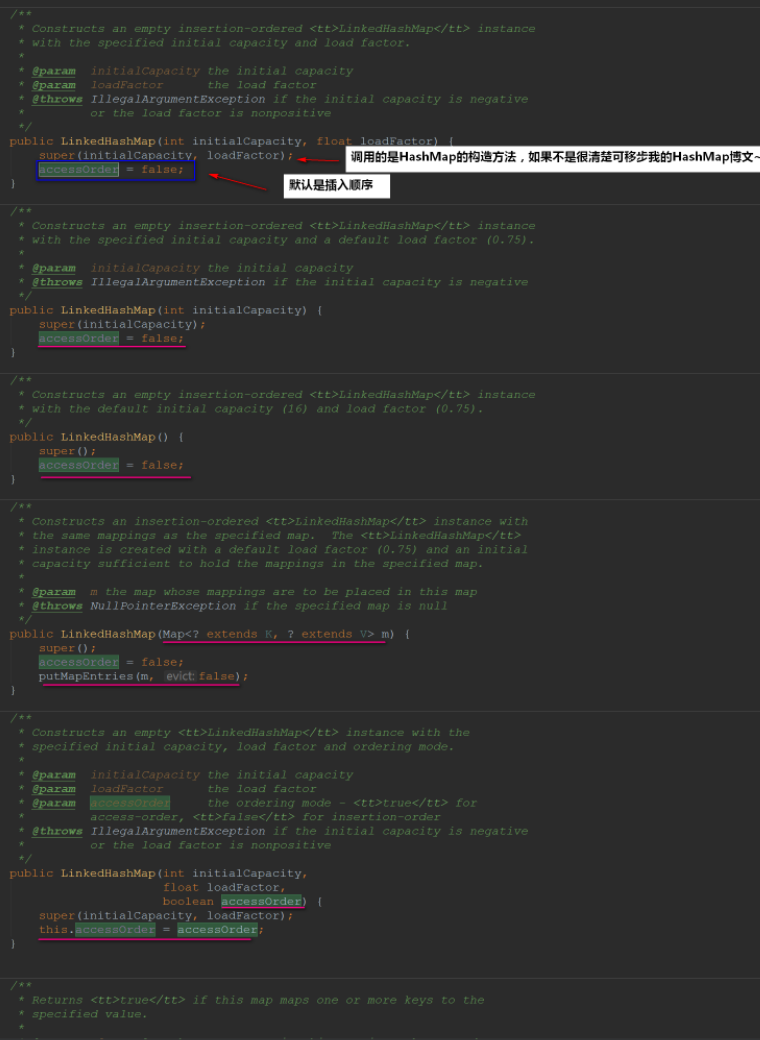 /**
* Constructs an empty insertion-ordered <tt>LinkedHashMap</tt> instance
* with the specified initial capacity and load factor.
*
* @param initialCapacity the initial capacity
* @param loadFactor the load factor
* @throws IllegalArgumentException if the initial capacity is negative
* or the load factor is nonpositive
*/
public LinkedHashMap(int initialCapacity, float loadFactor) {
super(initialCapacity, loadFactor);
调用的是HashMap的构造方法，如果不是很清楚可移步我的HashMap博文~
accessOrder = false;
默认是插入顺序
}
/**
* Constructs an empty insertion-ordered <tt>LinkedHashMap</tt> instance
* with the specified initial capacity and a default load factor (0.75).
*
* @param initialCapacity the initial capacity
* @throws IllegalArgumentException if the initial capacity is negative
*/
public LinkedHashMap(int initialCapacity) {
super(initialCapacity);
accessOrder = false;
}
/**
* Constructs an empty insertion-ordered <tt>LinkedHashMap</tt> instance
* with the default initial capacity (16) and load factor (0.75).
*/
public LinkedHashMap() {
super();
accessOrder = false;
}
/**
* Constructs an insertion-ordered <tt>LinkedHashMap</tt> instance with
* the same mappings as the specified map. The <tt>LinkedHashMap</tt>
* instance is created with a default load factor (0.75) and an initial
* capacity sufficient to hold the mappings in the specified map.
*
* @param m the map whose mappings are to be placed in this map
* @throws NullPointerException if the specified map is null
*/
public LinkedHashMap(Map<? extends K, ? extends V> m) {
super();
accessOrder = false;
putMapEntries(m, evict: false);
}
/**
* Constructs an empty <tt>LinkedHashMap</tt> instance with the
* specified initial capacity, load factor and ordering mode.
*
* @param initialCapacity the initial capacity
* @param loadFactor the load factor
* @param accessOrder the ordering mode - <tt>true</tt> for
* access-order, <tt>false</tt> for insertion-order
* @throws IllegalArgumentException if the initial capacity is negative
* or the load factor is nonpositive
*/
public LinkedHashMap(int initialCapacity,
float loadFactor,
boolean accessOrder) {
super(initialCapacity, loadFactor);
this.accessOrder = accessOrder;
}
/**
* Returns <tt>true</tt> if this map maps one or more keys to the
* specified value.
*